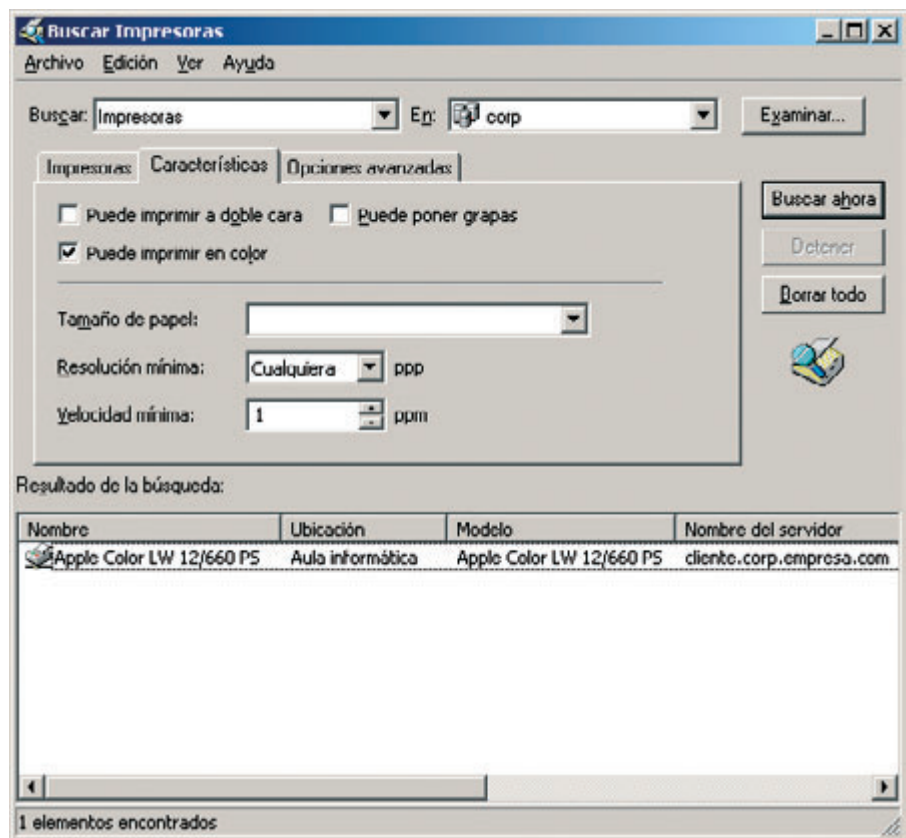 Buscar Impresoras
Archivo Edición Ver Ayuda
Buscar: Impresoras En: corp Examinar...
Impresoras Características Opciones avanzadas
Puede imprimir a doble cara Puede poner grapas
Puede imprimir en color
Tamaño de papel:
Resolución mínima: Cualquiera ppp
Velocidad mínima: 1 ppm
Buscar ahora
Detener
Borrar todo
Resultado de la búsqueda:
Nombre Ubicación Modelo Nombre del servidor
Apple Color LW 12/660 PS Aula informática Apple Color LW 12/660 PS cliente.corp.empresa.com
1 elementos encontrados